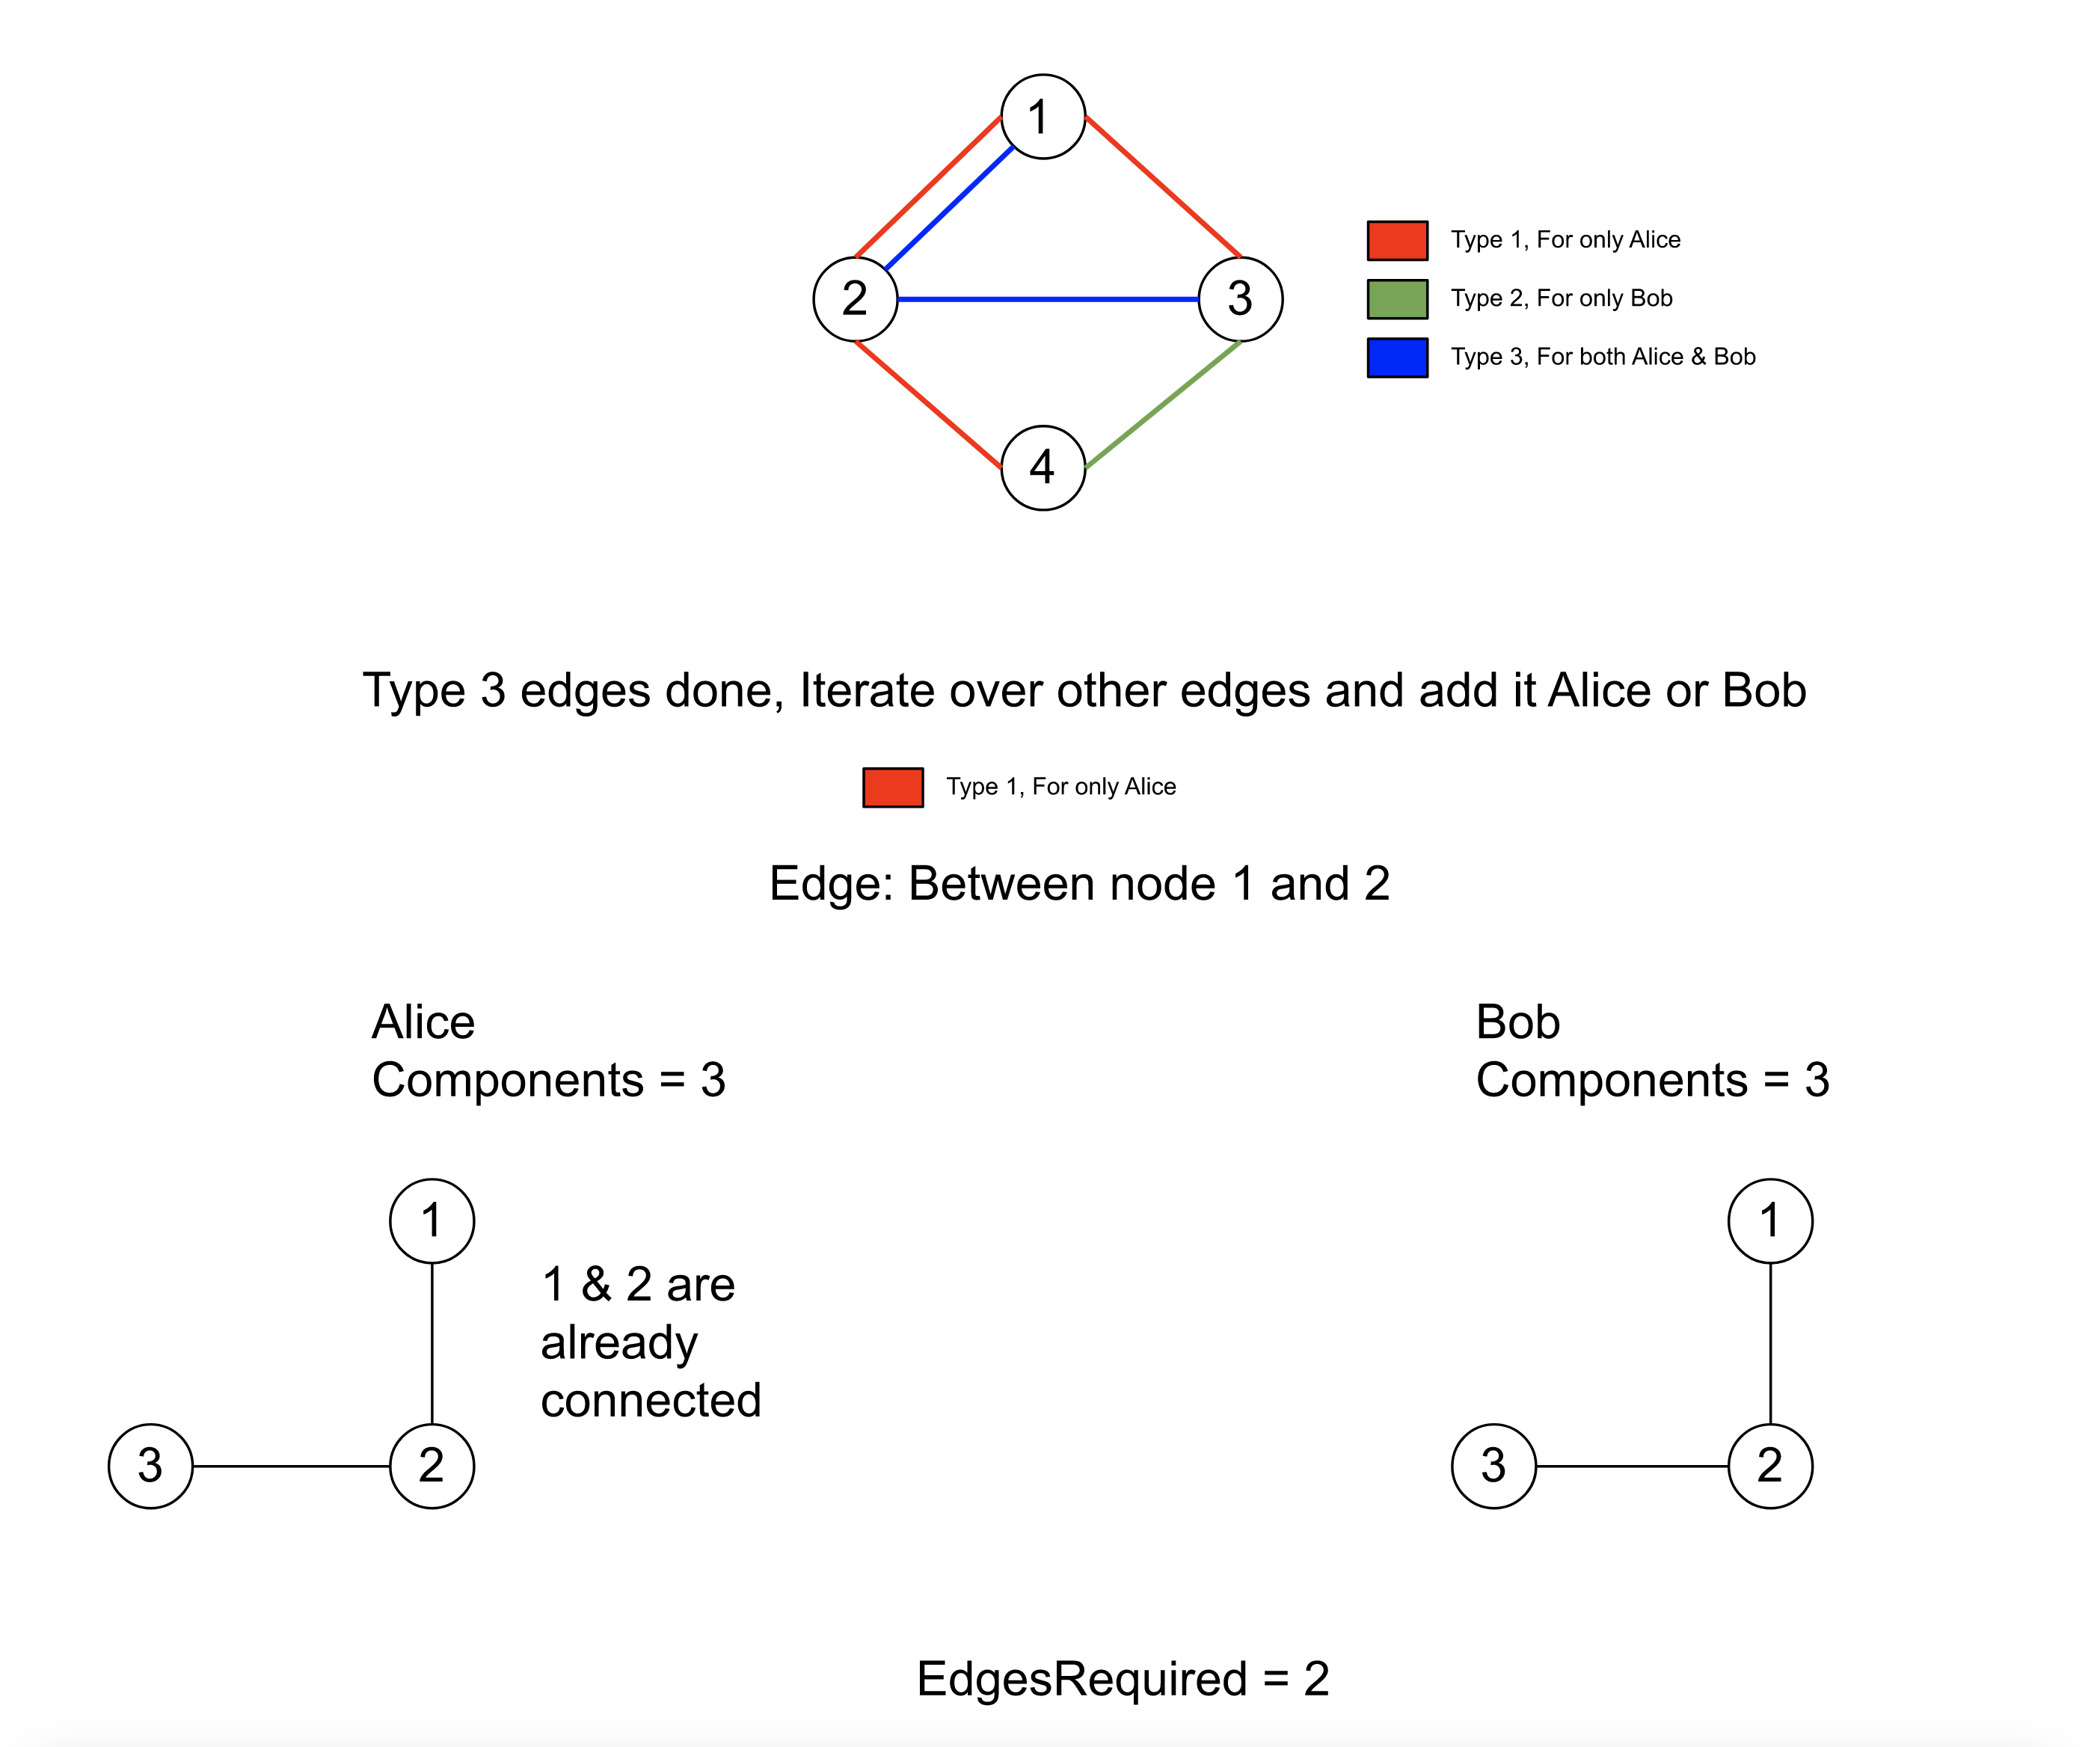 1
2
3
4
Type 1, For only Alice
Type 2, For only Bob
Type 3, For both Alice & Bob
Type 3 edges done, Iterate over other edges and add it Alice or Bob
Type 1, For only Alice
Edge: Between node 1 and 2
Alice
Components = 3
1
1 & 2 are
already
connected
3
2
Bob
Components = 3
1
3
2
EdgesRequired = 2